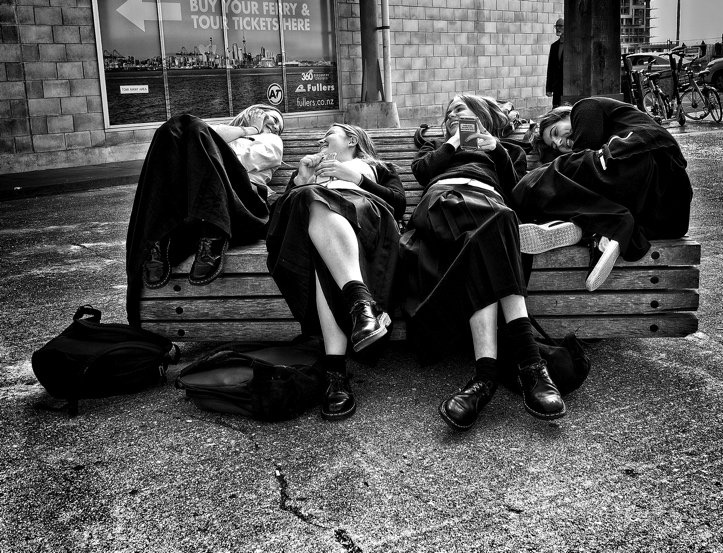 BUY YOUR FERRY &
TOUR TICKETS HERE
360
Fullers
fullers.co.nz
AT